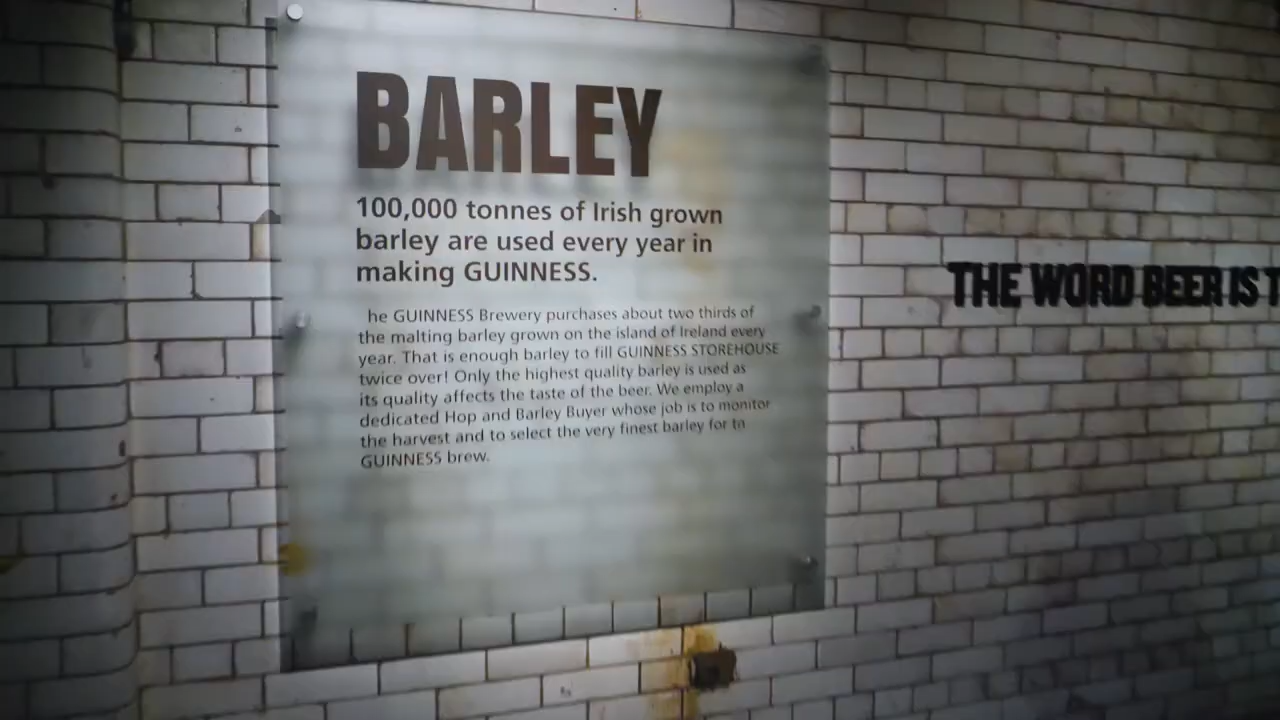 BARLEY
100,000 tonnes of Irish grown
barley are used every year in
making GUINNESS.
he GUINNESS Brewery purchases about two thirds of
the malting barley grown on the island of Ireland every
year. That is enough barley to fill GUINNESS STOREHOUSE
twice over! Only the highest quality barley is used as
its quality affects the taste of the beer. We employ a
dedicated Hop and Barley Buyer whose job is to monitor
the harvest and to select the very finest barley for
GUINNESS brew.
THE WORD BEER IS T